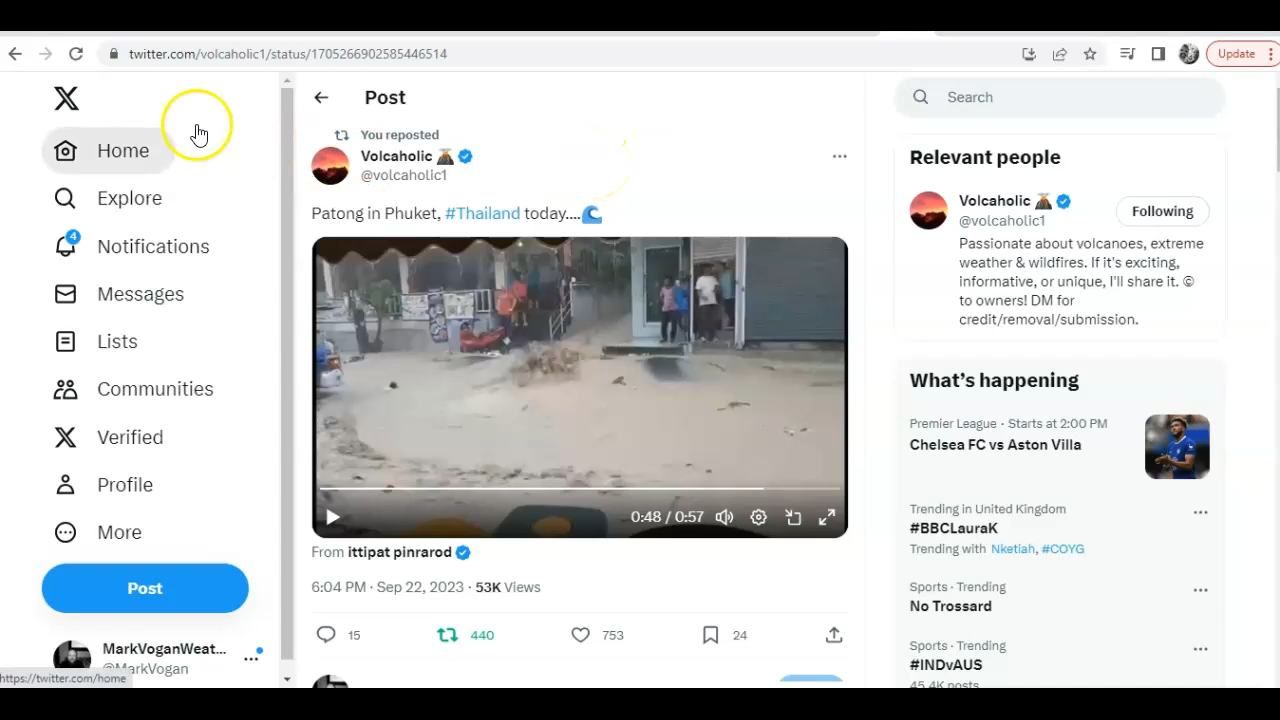 twitter.com/volcaholic1/status/1705266902585446514
Update
Home
Explore
Notifications
4
Messages
Lists
Communities
Verified
Profile
More
Post
MarkVoganWeat...
@MarkVogan
https://twitter.com/home
Post
You reposted
Volcaholic
@volcaholic1
Patong in Phuket, #Thailand today....
0:48 / 0:57
From ittipat pinrarod
6:04 PM · Sep 22, 2023 · 53K Views
15 440 753 24
Search
Relevant people
Volcaholic
@volcaholic1
Following
Passionate about volcanoes, extreme
weather & wildfires. If it's exciting,
informative, or unique, I'll share it. ©
to owners! DM for
credit/removal/submission.
What's happening
Premier League · Starts at 2:00 PM
Chelsea FC vs Aston Villa
Trending in United Kingdom
#BBCLauraK
Trending with Nketiah, #COYG
Sports · Trending
No Trossard
Sports · Trending
#INDvAUS
45.4K posts